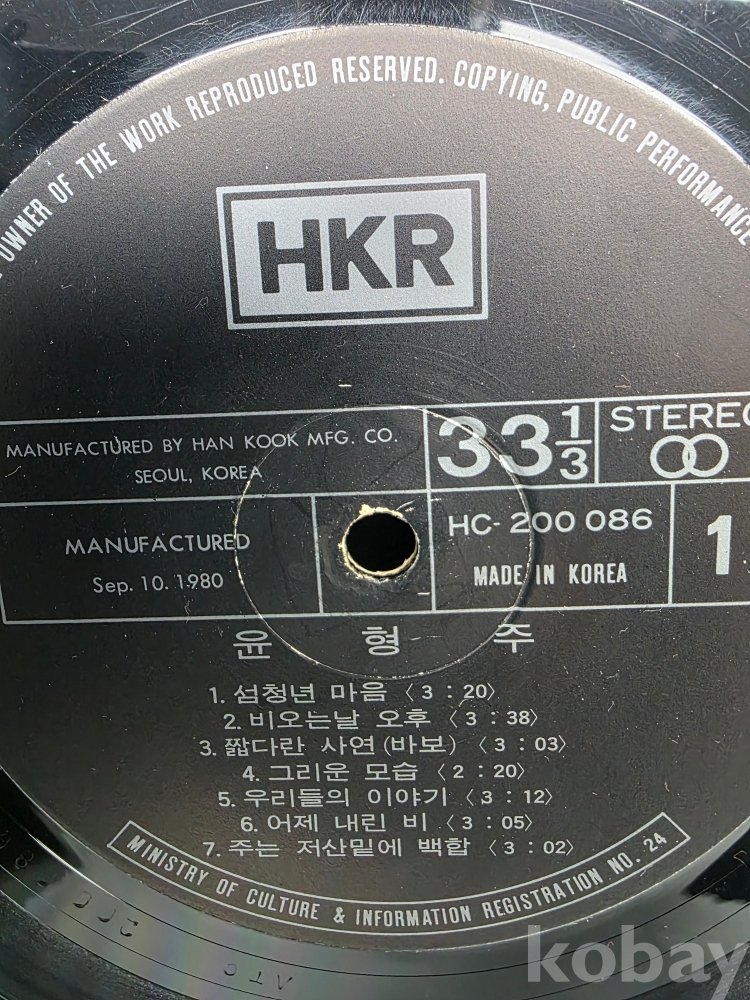 OWNER OF THE WORK REPRODUCED RESERVED. COPYING, PUBLIC PERFORMANCE
HKR
MANUFACTURED BY HAN KOOK MFG. CO.
SEOUL, KOREA
33 1/3
STEREO
MANUFACTURED
Sep. 10. 1980
HC- 200 086
MADE IN KOREA
1
윤 형 주
1. 섬청년 마음 〈3 : 20〉
2. 비오는날 오후 〈3 : 38〉
3. 짧다란 사연(바보) 〈3 : 03〉
4. 그리운 모습 〈2 : 20〉
5. 우리들의 이야기 〈3 : 12〉
6. 어제 내린 비 〈3 : 05〉
7. 주는 저산밑에 백합 〈3 : 02〉
MINISTRY OF CULTURE & INFORMATION REGISTRATION NO. 24
kobay